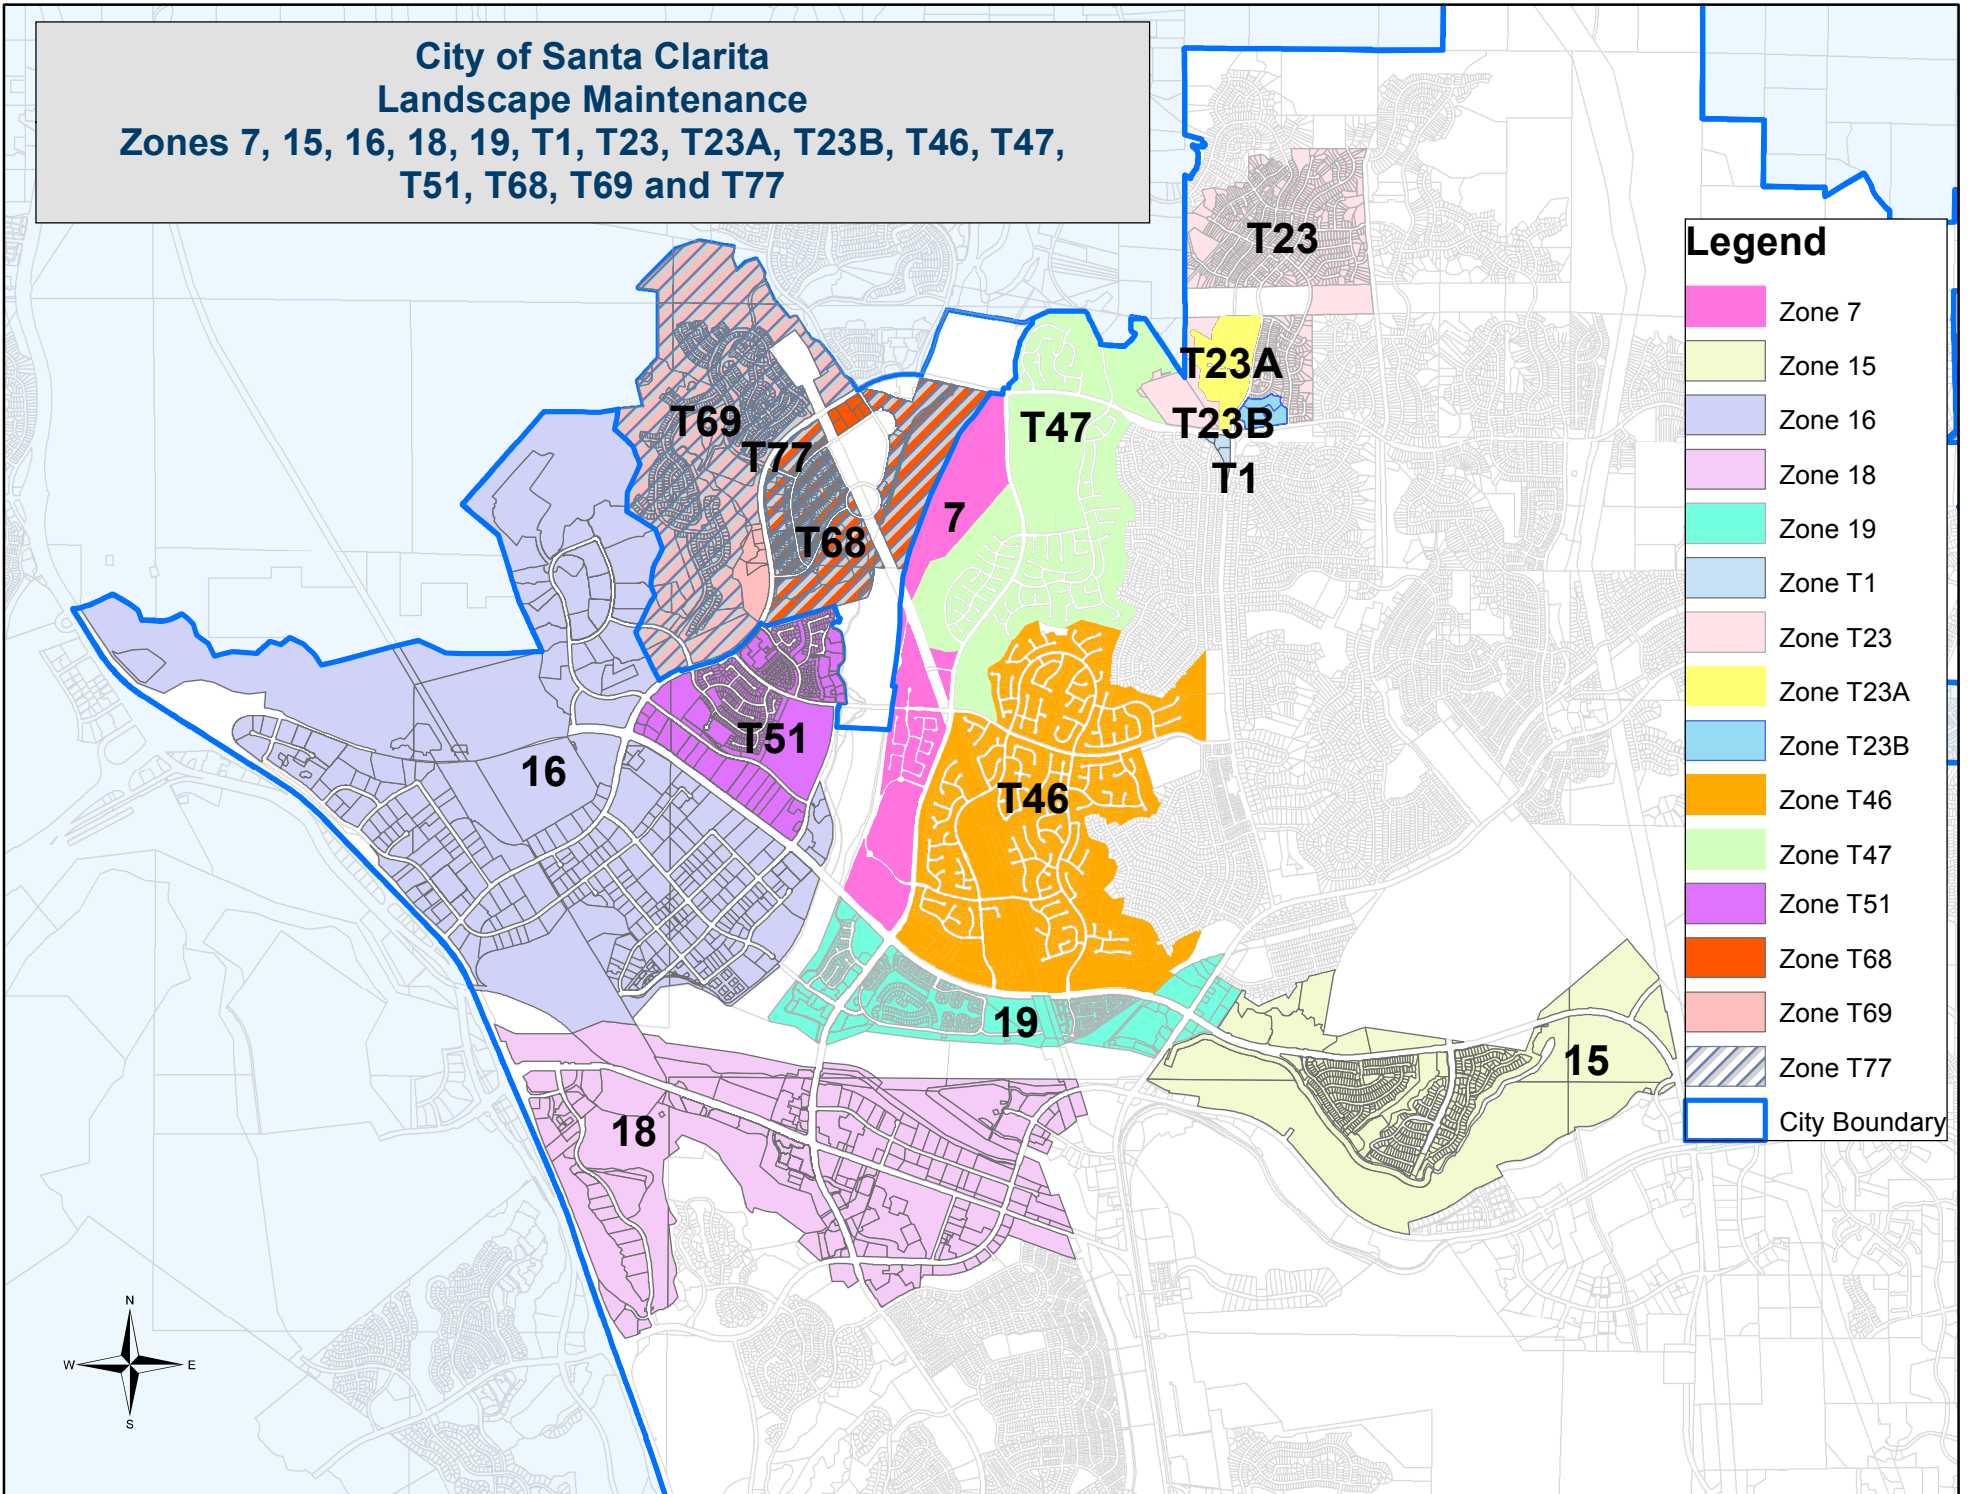 City of Santa Clarita
Landscape Maintenance
Zones 7, 15, 16, 18, 19, T1, T23, T23A, T23B, T46, T47,
T51, T68, T69 and T77
T23
T23A
T23B
T1
T47
T69
T77
T68
7
T51
16
T46
19
15
18
Legend
Zone 7
Zone 15
Zone 16
Zone 18
Zone 19
Zone T1
Zone T23
Zone T23A
Zone T23B
Zone T46
Zone T47
Zone T51
Zone T68
Zone T69
Zone T77
City Boundary
N
W E
S